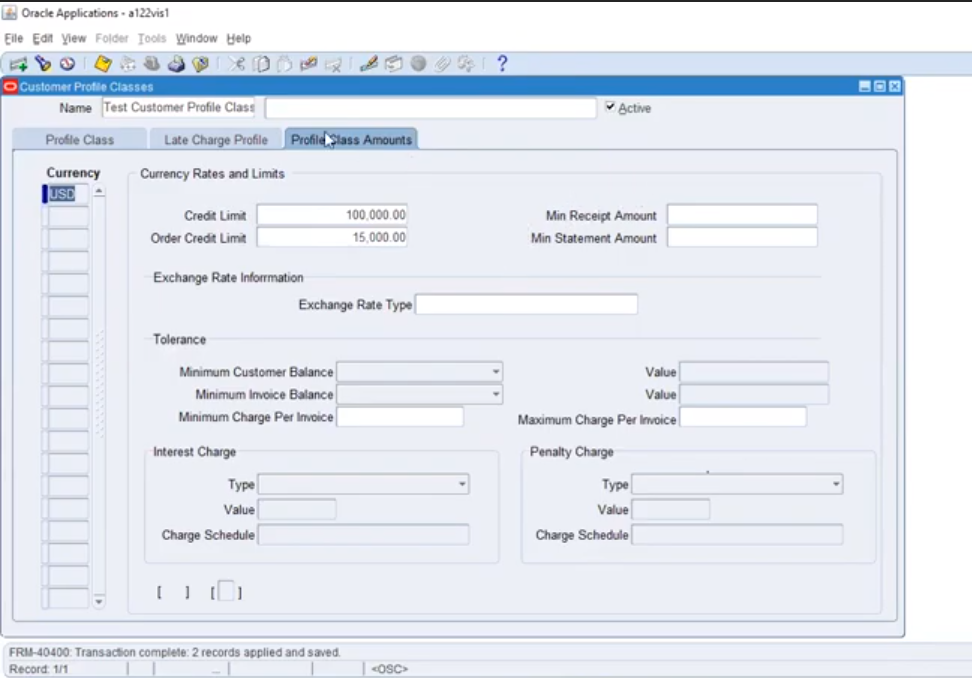 Oracle Applications - a122vis1
File Edit View Folder Tools Window Help
?
Customer Profile Classes
Name Test Customer Profile Class Active
Profile Class Late Charge Profile Profile Class Amounts
Currency Currency Rates and Limits
USD
Credit Limit 100,000.00 Min Receipt Amount
Order Credit Limit 15,000.00 Min Statement Amount
Exchange Rate Inforrmation
Exchange Rate Type
Tolerance
Minimum Customer Balance Value
Minimum Invoice Balance Value
Minimum Charge Per Invoice Maximum Charge Per Invoice
Interest Charge Penalty Charge
Type Type
Value Value
Charge Schedule Charge Schedule
[ ] [ ]
FRM-40400: Transaction complete: 2 records applied and saved.
Record: 1/1 ... <OSC>